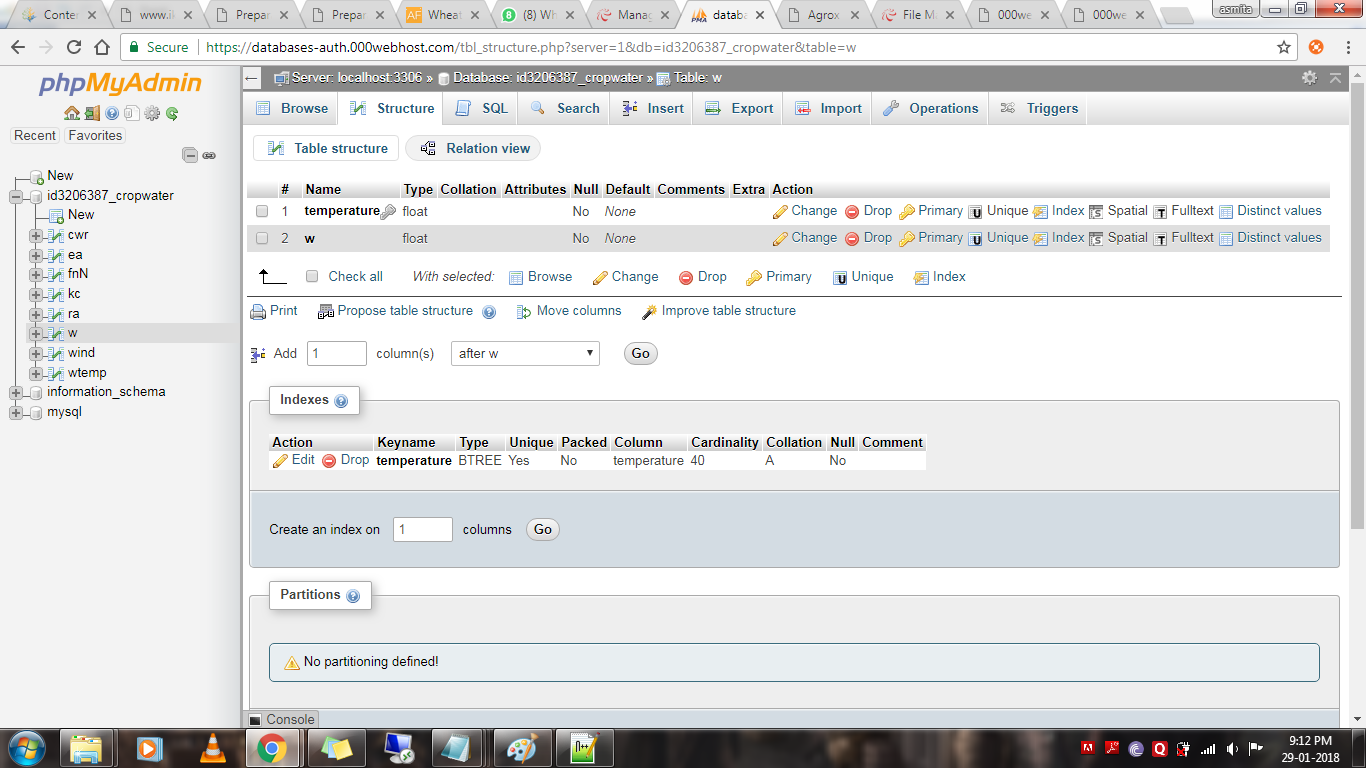 Conten
www.i
Prepar
Prepar
AF Wheat
8 (8) Wh
Manag
PMA databa
Agrox
File M
000we
000we
asmita
Secure https://databases-auth.000webhost.com/tbl_structure.php?server=1&db=id3206387_cropwater&table=w
phpMyAdmin
Recent Favorites
New
id3206387_cropwater
New
cwr
ea
fnN
kc
ra
w
wind
wtemp
information_schema
mysql
Server: localhost:3306 » Database: id3206387_cropwater » Table: w
Browse Structure SQL Search Insert Export Import Operations Triggers
Table structure Relation view
# Name Type Collation Attributes Null Default Comments Extra Action
1 temperature float No None Change Drop Primary U Unique Index S Spatial T Fulltext Distinct values
2 w float No None Change Drop Primary U Unique Index S Spatial T Fulltext Distinct values
Check all With selected: Browse Change Drop Primary U Unique Index
Print Propose table structure Move columns Improve table structure
Add 1 column(s) after w Go
Indexes
Action Keyname Type Unique Packed Column Cardinality Collation Null Comment
Edit Drop temperature BTREE Yes No temperature 40 A No
Create an index on 1 columns Go
Partitions
No partitioning defined!
Console
9:12 PM
29-01-2018